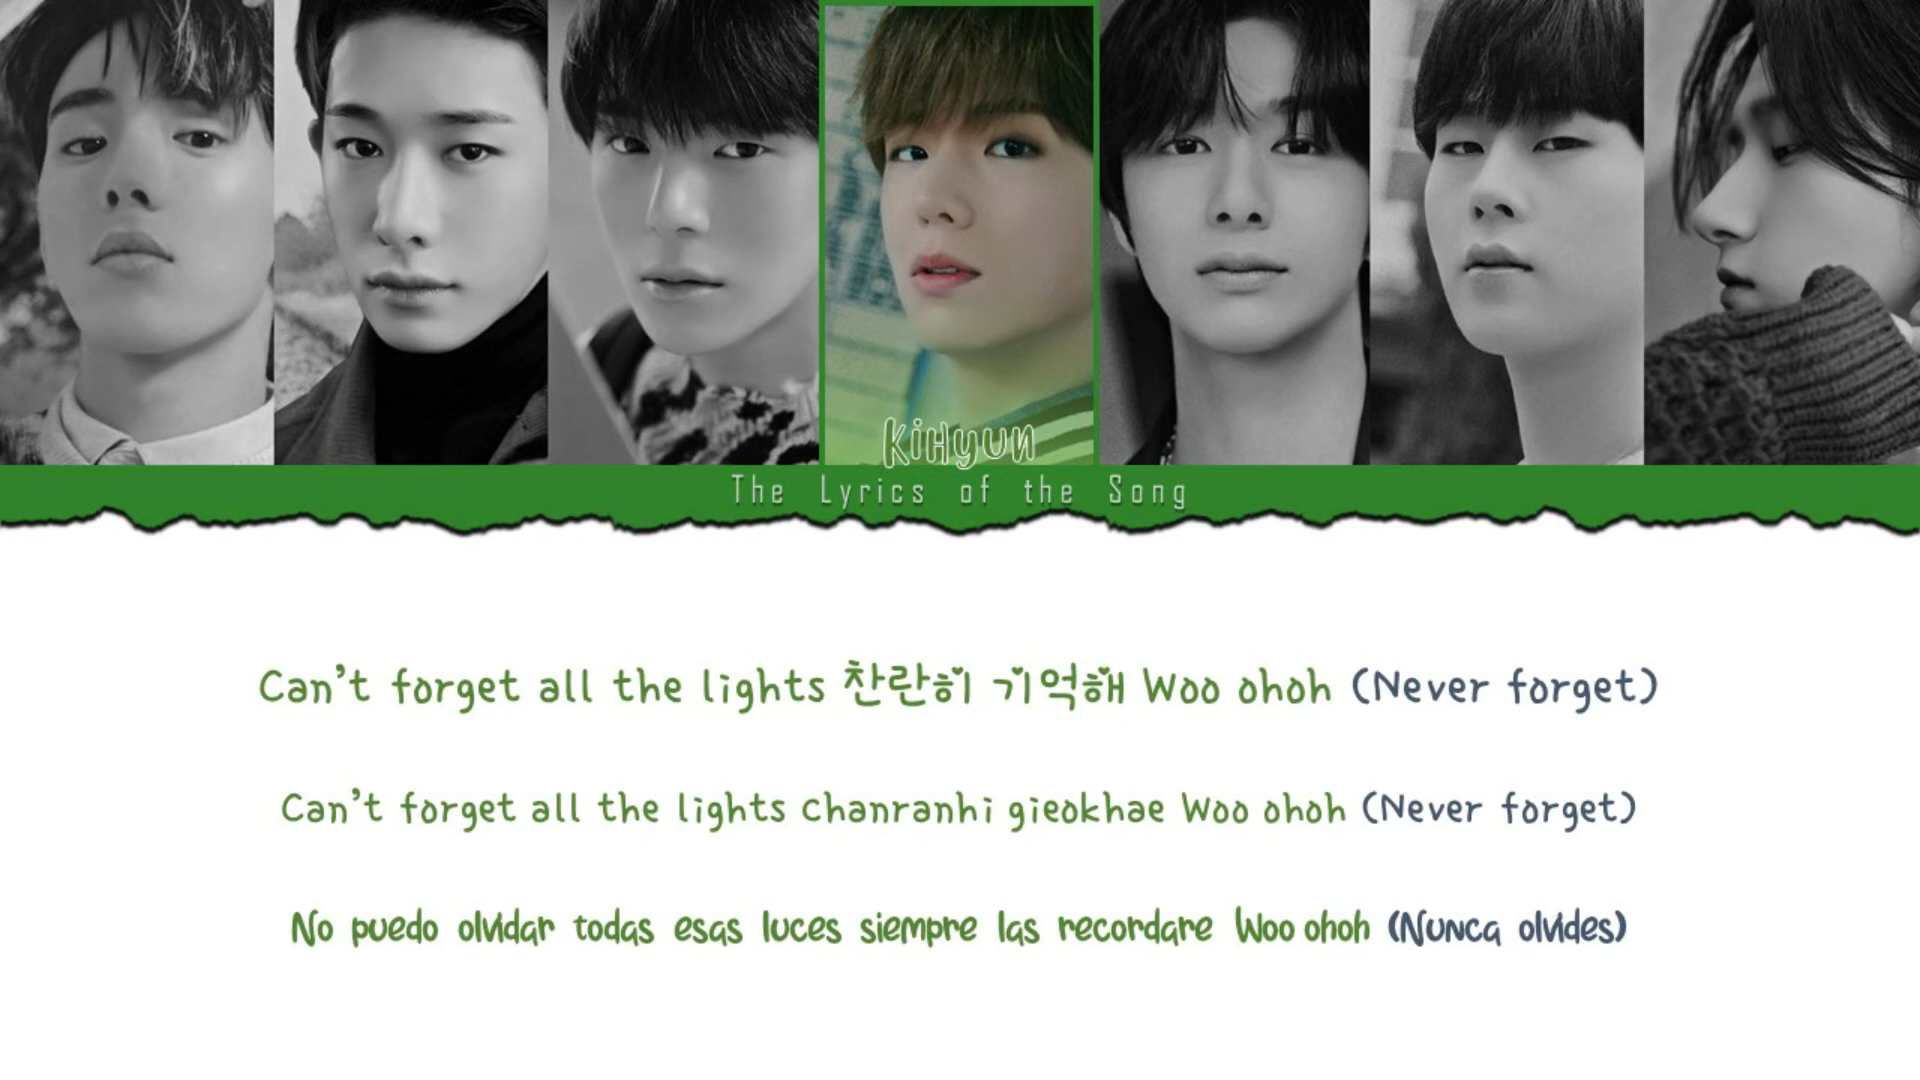 KiHyun
The Lyrics of the Song
Can't forget all the lights 찬란히 기억해 Woo ohoh (Never forget)
Can't forget all the lights chanranhi gieokhae Woo ohoh (Never forget)
No puedo olvidar todas esas luces siempre las recordare Woo ohoh (Nunca olvides)